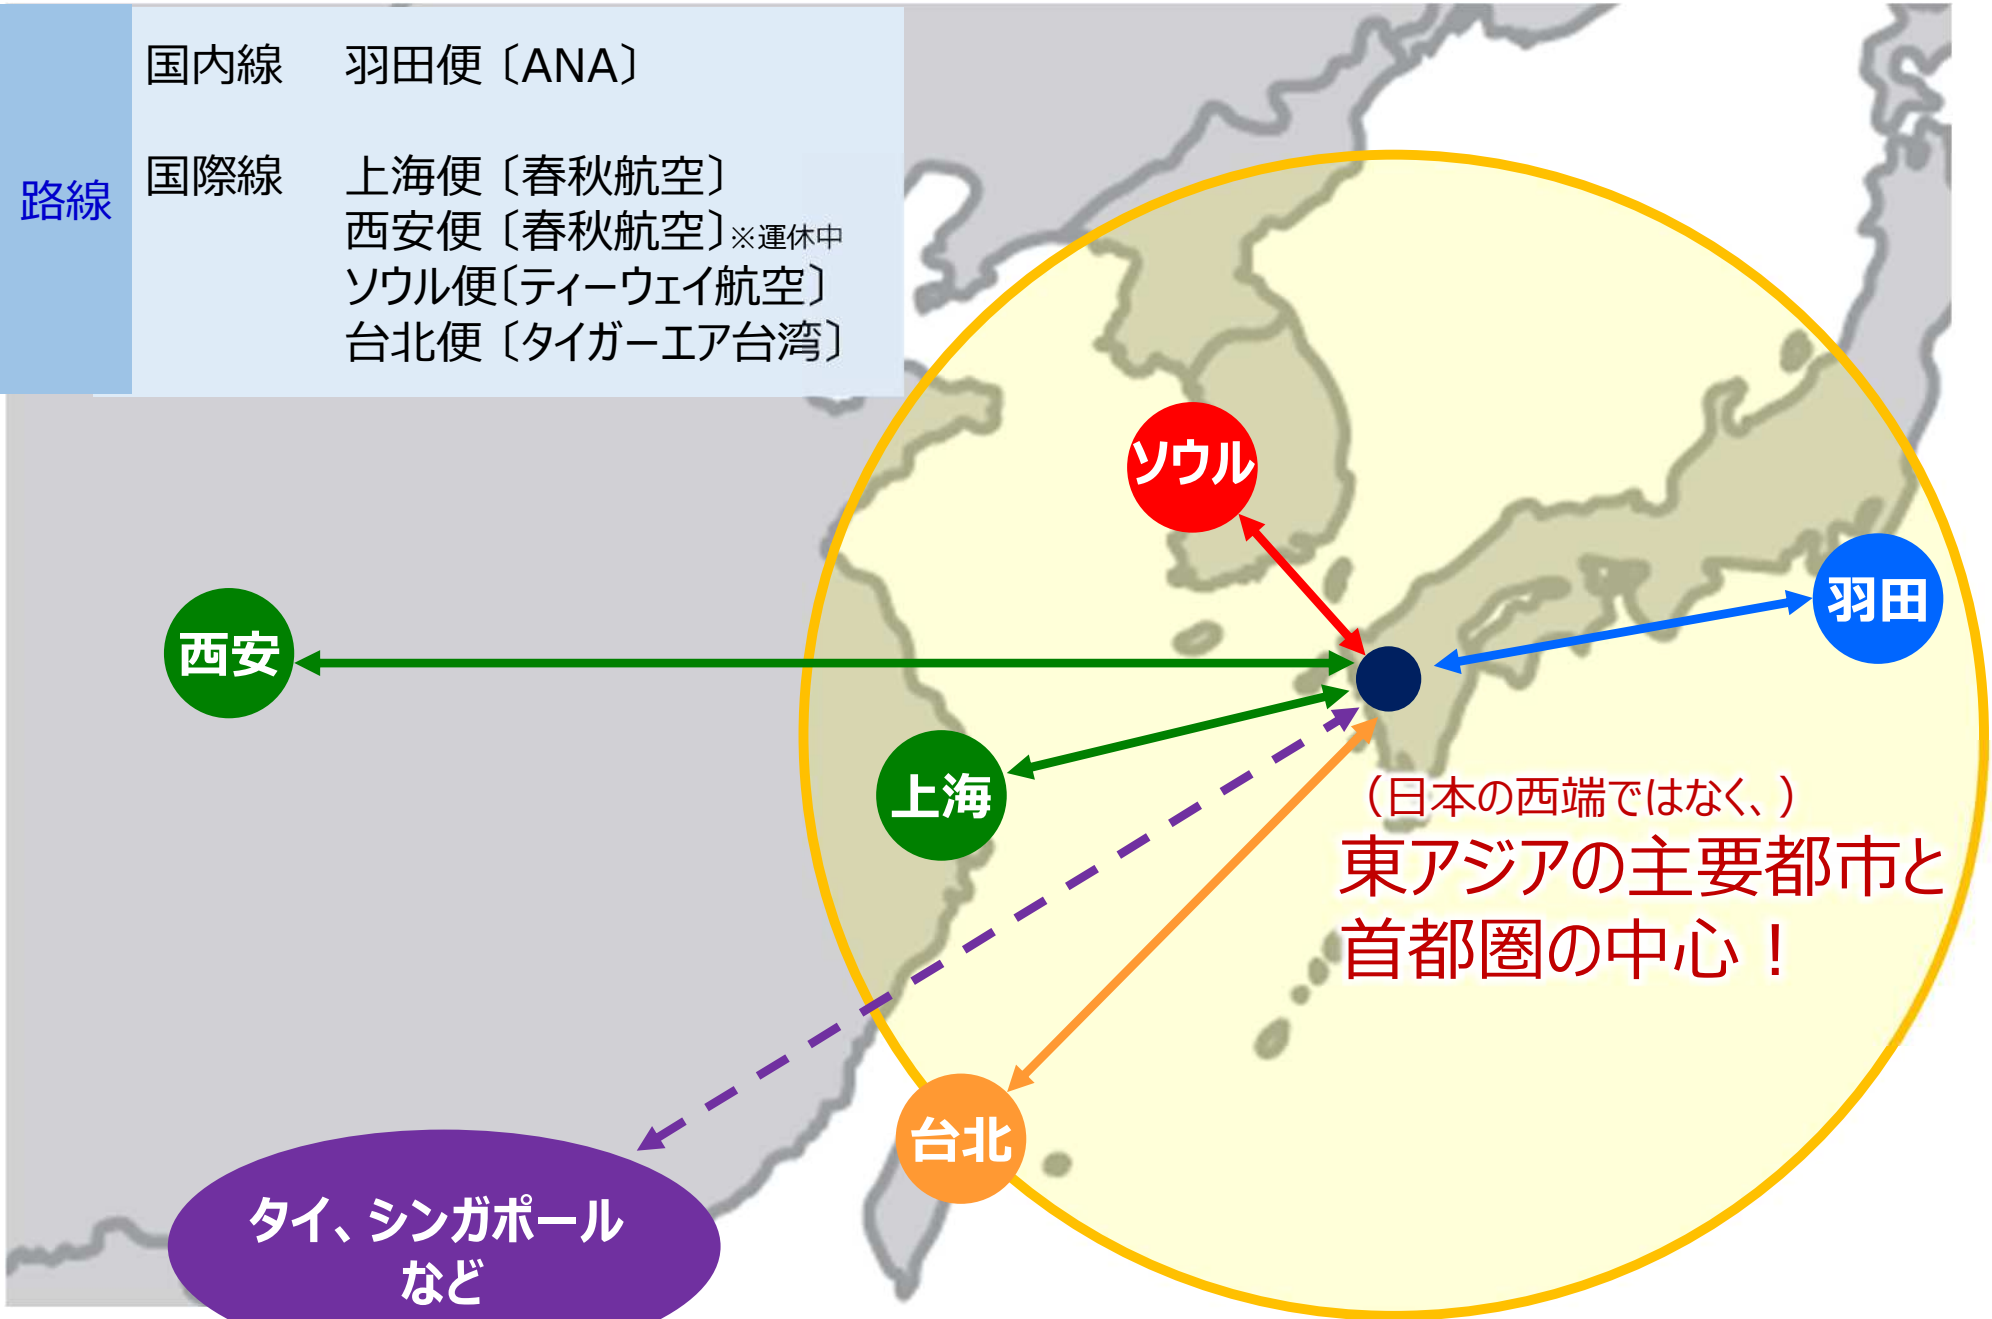 路線
国内線 羽田便〔ANA〕
国際線 上海便〔春秋航空〕
西安便〔春秋航空〕※運休中
ソウル便〔ティーウェイ航空〕
台北便〔タイガーエア台湾〕
ソウル
羽田
西安
上海
（日本の西端ではなく、）
東アジアの主要都市と
首都圏の中心！
台北
タイ、シンガポール
など